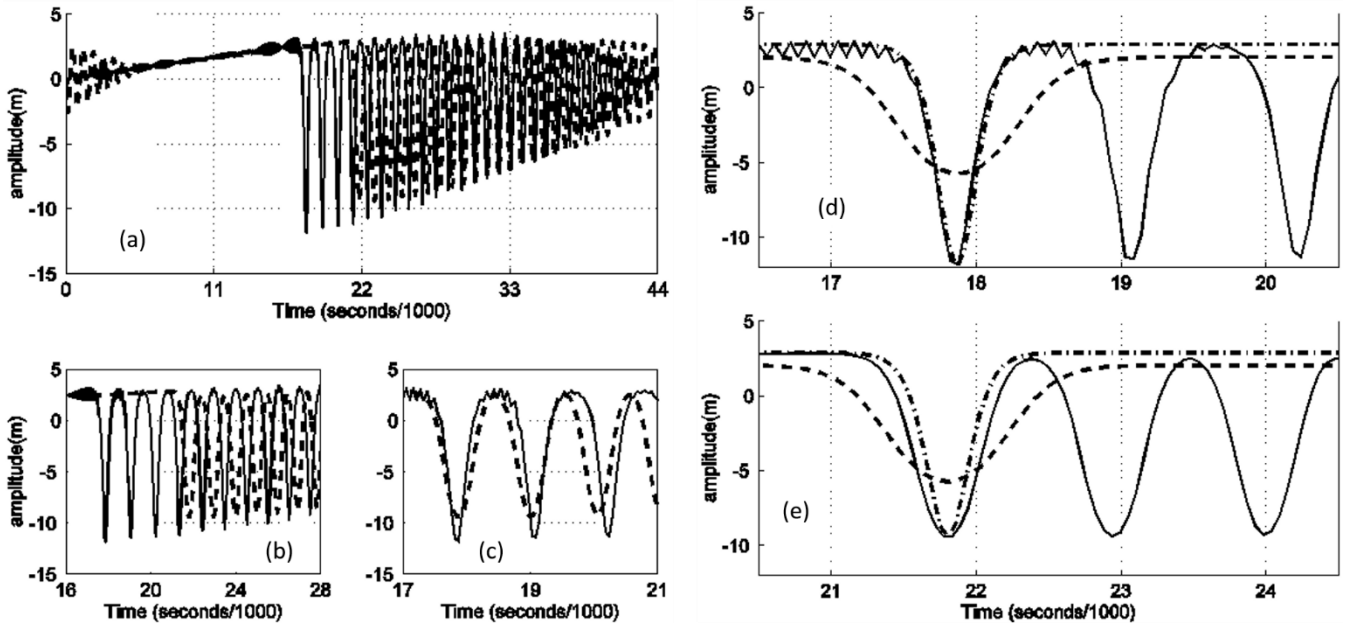 5
0
-5
-10
-15
amplitude(m)
(a)
0 11 22 33 44
Time (seconds/1000)
5
0
-5
-10
-15
amplitude(m)
(b)
16 20 24 28
Time (seconds/1000)
5
0
-5
-10
-15
(c)
17 19 21
Time (seconds/1000)
5
0
-5
-10
amplitude(m)
(d)
17 18 19 20
Time (seconds/1000)
5
0
-5
-10
amplitude(m)
(e)
21 22 23 24
Time (seconds/1000)